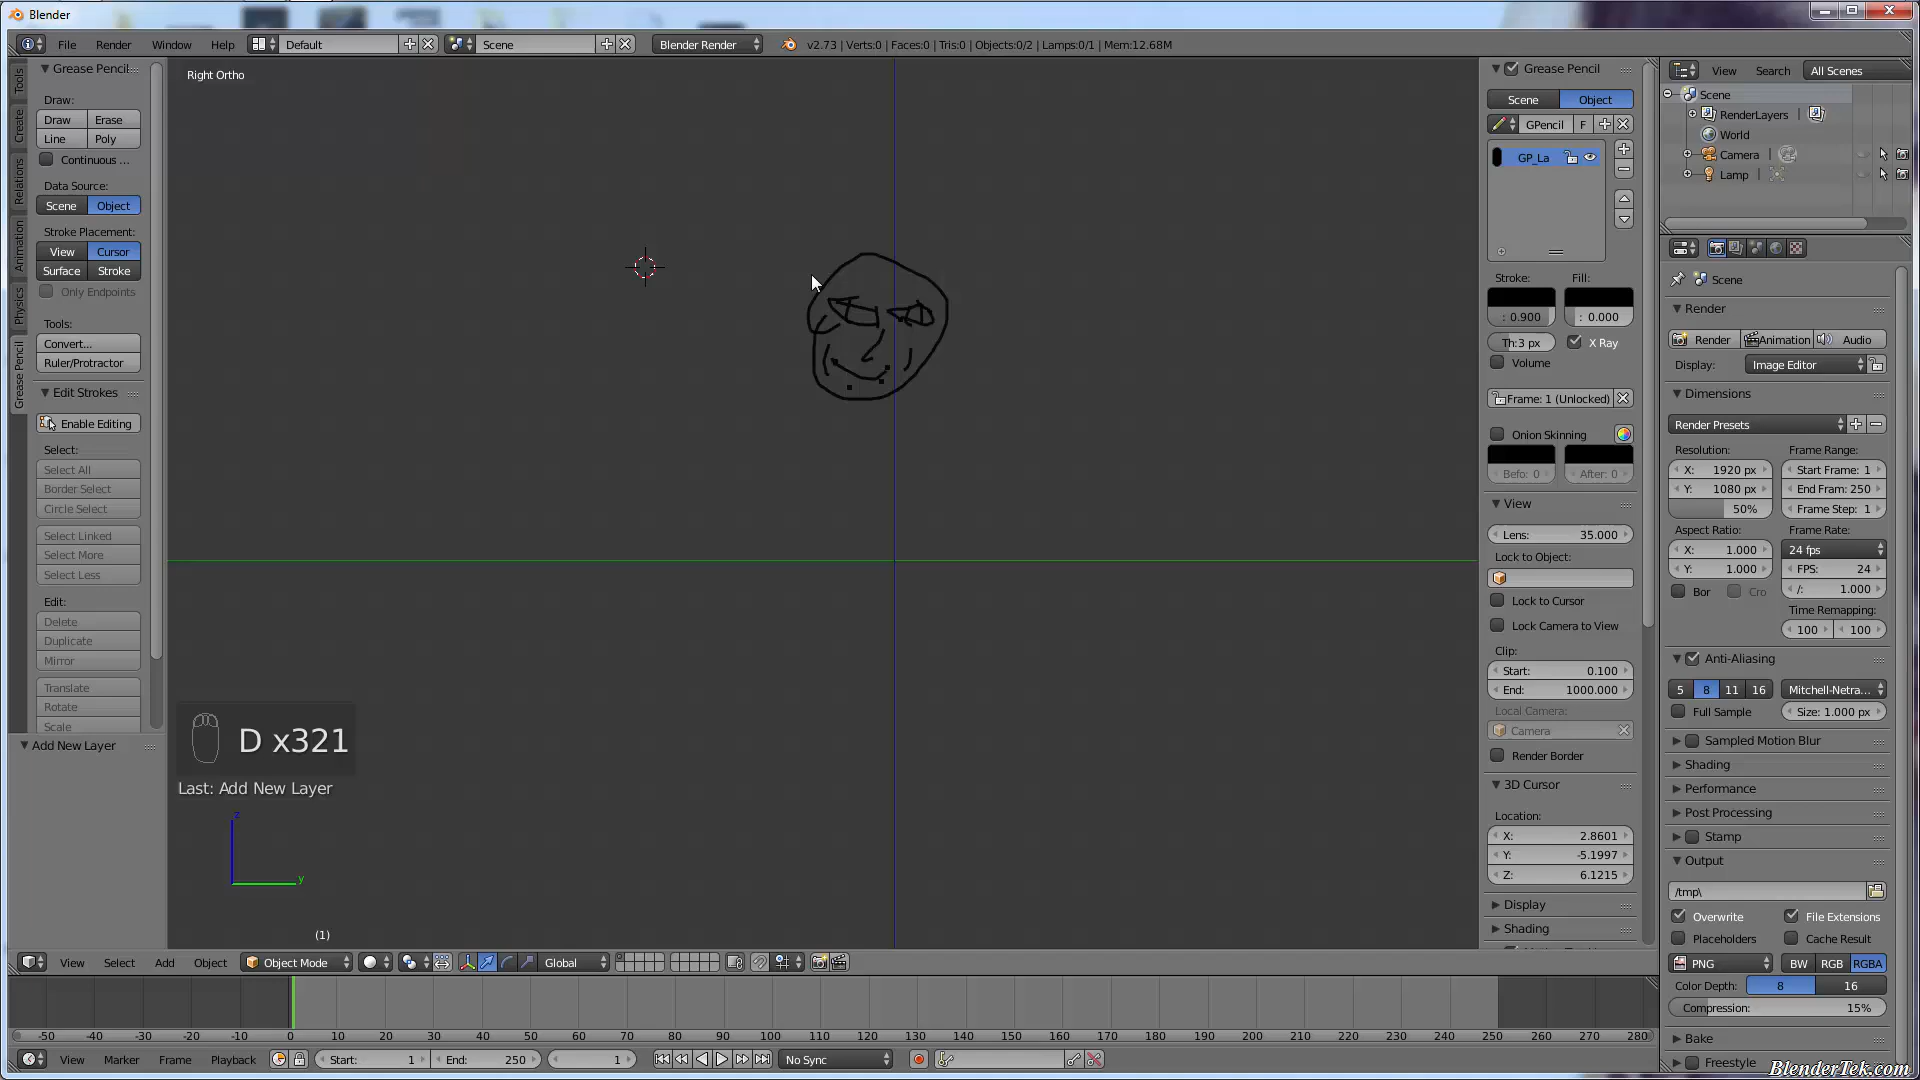 Blender
File Render Window Help Default Scene Blender Render v2.73 | Verts:0 | Faces:0 | Tris:0 | Objects:0/2 | Lamps:0/1 | Mem:12.68M
Tools
Create
Relations
Animation
Physics
Grease Pencil
Grease Pencil
Draw:
Draw Erase
Line Poly
Continuous ...
Data Source:
Scene Object
Stroke Placement:
View Cursor
Surface Stroke
Only Endpoints
Tools:
Convert...
Ruler/Protractor
Edit Strokes
Enable Editing
Select:
Select All
Border Select
Circle Select
Select Linked
Select More
Select Less
Edit:
Delete
Duplicate
Mirror
Translate
Rotate
Scale
Add New Layer
Right Ortho
D x321
Last: Add New Layer
z
y
(1)
Grease Pencil
Scene Object
GPencil F
GP_La
Stroke: Fill:
: 0.900 : 0.000
Th:3 px X Ray
Volume
Frame: 1 (Unlocked)
Onion Skinning
Befo: 0 After: 0
View
Lens: 35.000
Lock to Object:
Lock to Cursor
Lock Camera to View
Clip:
Start: 0.100
End: 1000.000
Local Camera:
Camera
Render Border
3D Cursor
Location:
X: 2.8601
Y: -5.1997
Z: 6.1215
Display
Shading
View Search All Scenes
Scene
RenderLayers
World
Camera
Lamp
Scene
Render
Render Animation Audio
Display: Image Editor
Dimensions
Render Presets
Resolution: Frame Range:
X: 1920 px Start Frame: 1
Y: 1080 px End Fram: 250
50% Frame Step: 1
Aspect Ratio: Frame Rate:
X: 1.000 24 fps
Y: 1.000 FPS: 24
Bor Cro /: 1.000
Time Remapping:
100 100
Anti-Aliasing
5 8 11 16 Mitchell-Netra...
Full Sample Size: 1.000 px
Sampled Motion Blur
Shading
Performance
Post Processing
Stamp
Output
/tmp\
Overwrite File Extensions
Placeholders Cache Result
PNG BW RGB RGBA
Color Depth: 8 16
Compression: 15%
Bake
Freestyle
View Select Add Object Object Mode Global
-50 -40 -30 -20 -10 0 10 20 30 40 50 60 70 80 90 100 110 120 130 140 150 160 170 180 190 200 210 220 230 240 250 260 270 280
View Marker Frame Playback Start: 1 End: 250 1 No Sync
BlenderTek.com